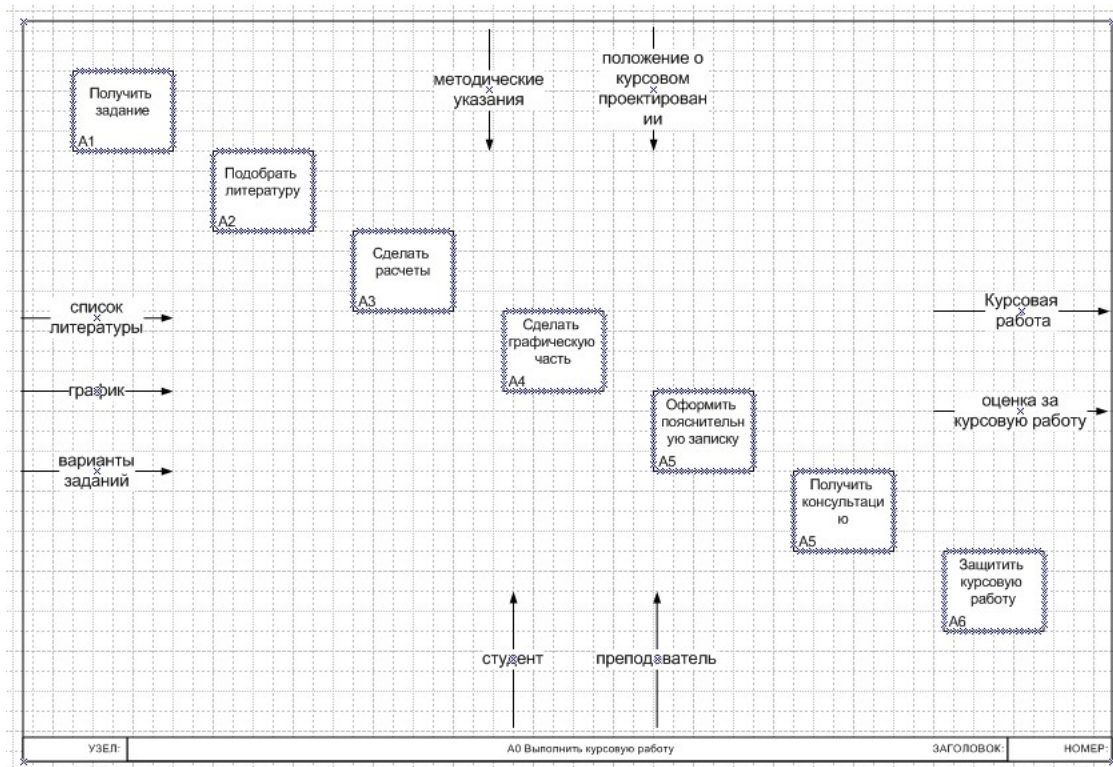 методические
указания
положение о
курсовом
проектирован
ии
Получить
задание
A1
Подобрать
литературу
A2
Сделать
расчеты
A3
список
литературы
график
варианты
заданий
Сделать
графическую
часть
A4
Курсовая
работа
оценка за
курсовую работу
Оформить
пояснительн
ую записку
A5
Получить
консультаци
ю
A5
Защитить
курсовую
работу
A6
студент
преподаватель
УЗЕЛ:
A0 Выполнить курсовую работу
ЗАГОЛОВОК:
НОМЕР: